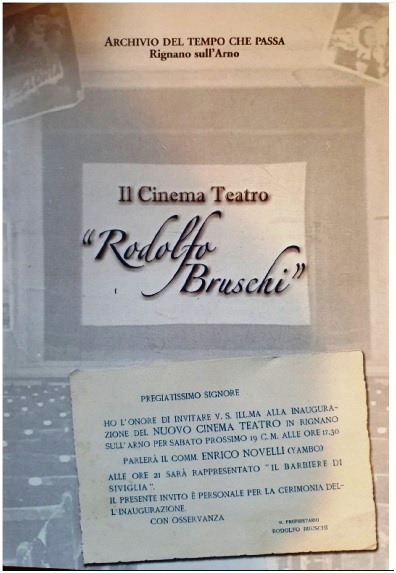 ARCHIVIO DEL TEMPO CHE PASSA
Rignano sull'Arno
Il Cinema Teatro
"Rodolfo
Bruschi"
PREGIATISSIMO SIGNORE
HO L'ONORE DI INVITARE V. S. ILL.MA ALLA INAUGURA-
ZIONE DEL NUOVO CINEMA TEATRO IN RIGNANO
SULL'ARNO PER SABATO PROSSIMO 19 C. M. ALLE ORE 17,30
PARLERÀ IL COMM. ENRICO NOVELLI (YAMBO)
ALLE ORE 21 SARÀ RAPPRESENTATO "IL BARBIERE DI
SIVIGLIA".
IL PRESENTE INVITO È PERSONALE PER LA CERIMONIA DEL-
L'INAUGURAZIONE.
CON OSSERVANZA
IL PROPRIETARIO
RODOLFO BRUSCHI